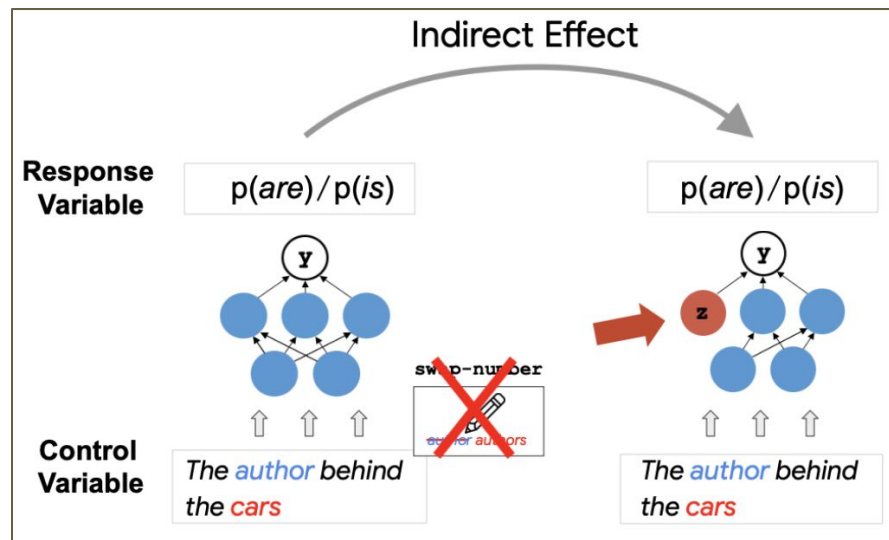 Indirect Effect
Response
Variable
p(are)/p(is)
p(are)/p(is)
y
y
z
swap-number
author authors
Control
Variable
The author behind
the cars
The author behind
the cars